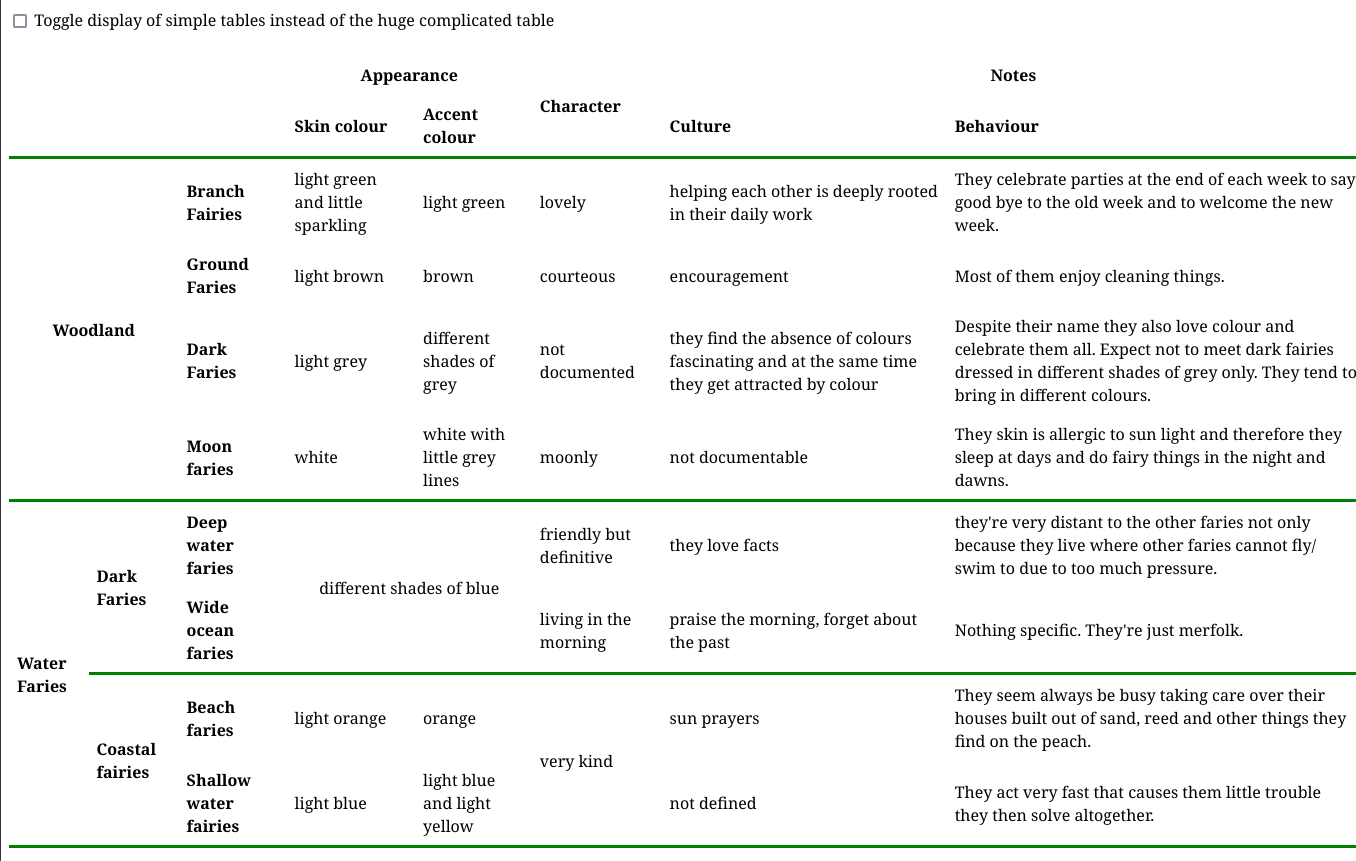 Toggle display of simple tables instead of the huge complicated table
Appearance
Notes
Character
Skin colour
Accent
colour
Culture
Behaviour
Woodland
Branch
Fairies
light green
and little
sparkling
light green
lovely
helping each other is deeply rooted
in their daily work
They celebrate parties at the end of each week to say
good bye to the old week and to welcome the new
week.
Ground
Faries
light brown
brown
courteous
encouragement
Most of them enjoy cleaning things.
Dark
Faries
light grey
different
shades of
grey
not
documented
they find the absence of colours
fascinating and at the same time
they get attracted by colour
Despite their name they also love colour and
celebrate them all. Expect not to meet dark fairies
dressed in different shades of grey only. They tend to
bring in different colours.
Moon
faries
white
white with
little grey
lines
moonly
not documentable
They skin is allergic to sun light and therefore they
sleep at days and do fairy things in the night and
dawns.
Water
Faries
Dark
Faries
Deep
water
faries
different shades of blue
friendly but
definitive
they love facts
they're very distant to the other faries not only
because they live where other faries cannot fly/
swim to due to too much pressure.
Wide
ocean
faries
living in the
morning
praise the morning, forget about
the past
Nothing specific. They're just merfolk.
Coastal
fairies
Beach
faries
light orange
orange
very kind
sun prayers
They seem always be busy taking care over their
houses built out of sand, reed and other things they
find on the peach.
Shallow
water
fairies
light blue
light blue
and light
yellow
not defined
They act very fast that causes them little trouble
they then solve altogether.